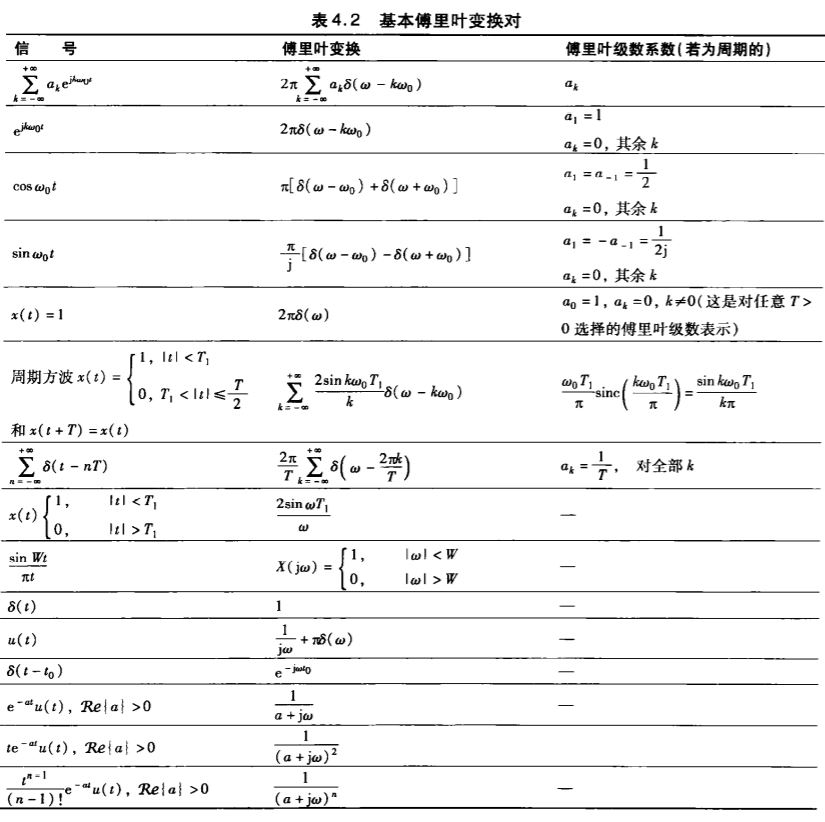 表4.2 基本傅里叶变换对
信 号 傅里叶变换 傅里叶级数系数(若为周期的)
$\sum_{k=-\infty}^{+\infty} a_k e^{jk\omega_0 t}$ $2\pi \sum_{k=-\infty}^{+\infty} a_k \delta(\omega - k\omega_0)$ $a_k$
$e^{jk\omega_0 t}$ $2\pi\delta(\omega - k\omega_0)$ $a_1 = 1$
$a_k = 0$, 其余 $k$
$\cos\omega_0 t$ $\pi[\delta(\omega - \omega_0) + \delta(\omega + \omega_0)]$ $a_1 = a_{-1} = \frac{1}{2}$
$a_k = 0$, 其余 $k$
$\sin\omega_0 t$ $\frac{\pi}{j}[\delta(\omega - \omega_0) - \delta(\omega + \omega_0)]$ $a_1 = -a_{-1} = \frac{1}{2j}$
$a_k = 0$, 其余 $k$
$x(t) = 1$ $2\pi\delta(\omega)$ $a_0 = 1$, $a_k = 0$, $k \neq 0$(这是对任意 $T >$
$0$ 选择的傅里叶级数表示)
周期方波 $x(t) = \begin{cases} 1, & |t| < T_1 \\ 0, & T_1 < |t| \leqslant \frac{T}{2} \end{cases}$ $\sum_{k=-\infty}^{+\infty} \frac{2\sin k\omega_0 T_1}{k} \delta(\omega - k\omega_0)$ $\frac{\omega_0 T_1}{\pi} \mathrm{sinc}\left(\frac{k\omega_0 T_1}{\pi}\right) = \frac{\sin k\omega_0 T_1}{k\pi}$
和 $x(t + T) = x(t)$
$\sum_{n=-\infty}^{+\infty} \delta(t - nT)$ $\frac{2\pi}{T} \sum_{k=-\infty}^{+\infty} \delta\left(\omega - \frac{2\pi k}{T}\right)$ $a_k = \frac{1}{T}$, 对全部 $k$
$x(t) \begin{cases} 1, & |t| < T_1 \\ 0, & |t| > T_1 \end{cases}$ $\frac{2\sin\omega T_1}{\omega}$ —
$\frac{\sin Wt}{\pi t}$ $X(j\omega) = \begin{cases} 1, & |\omega| < W \\ 0, & |\omega| > W \end{cases}$ —
$\delta(t)$ $1$ —
$u(t)$ $\frac{1}{j\omega} + \pi\delta(\omega)$ —
$\delta(t - t_0)$ $e^{-j\omega t_0}$ —
$e^{-at}u(t)$, $\mathcal{Re}\{a\} > 0$ $\frac{1}{a + j\omega}$ —
$te^{-at}u(t)$, $\mathcal{Re}\{a\} > 0$ $\frac{1}{(a + j\omega)^2}$ —
$\frac{t^{n=1}}{(n-1)!}e^{-at}u(t)$, $\mathcal{Re}\{a\} > 0$ $\frac{1}{(a + j\omega)^n}$ —